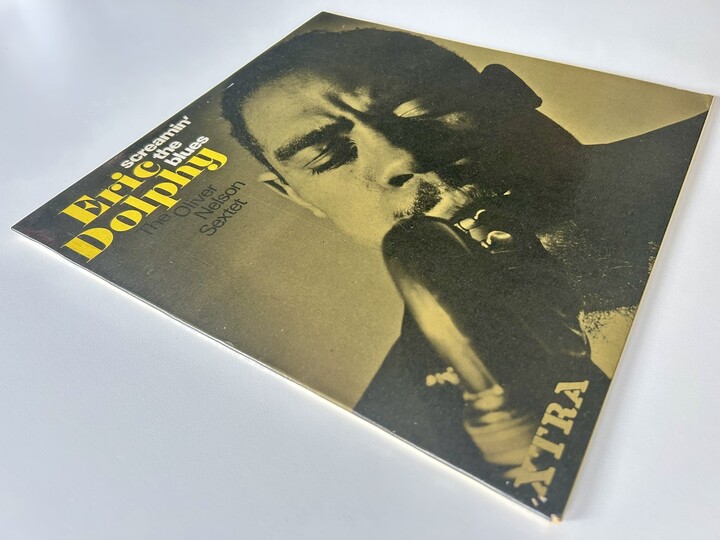 screamin'
the
blues
Eric
Dolphy
The Oliver
Nelson
Sextet
XTRA